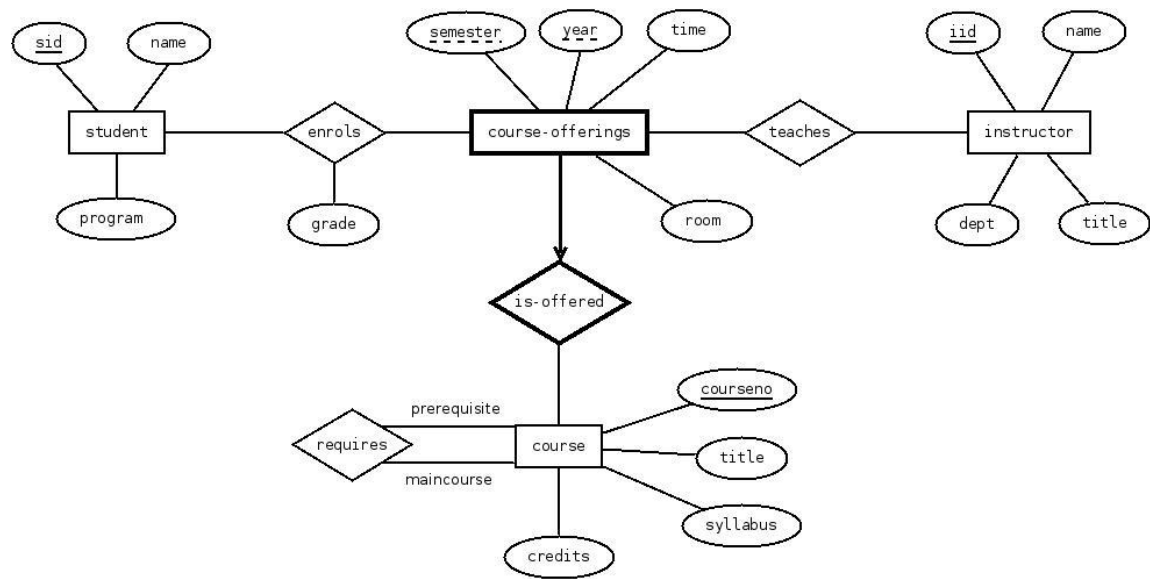 sid
name
semester
year
time
iid
name
student
enrols
course-offerings
teaches
instructor
program
grade
room
dept
title
is-offered
courseno
prerequisite
requires
course
title
maincourse
syllabus
credits